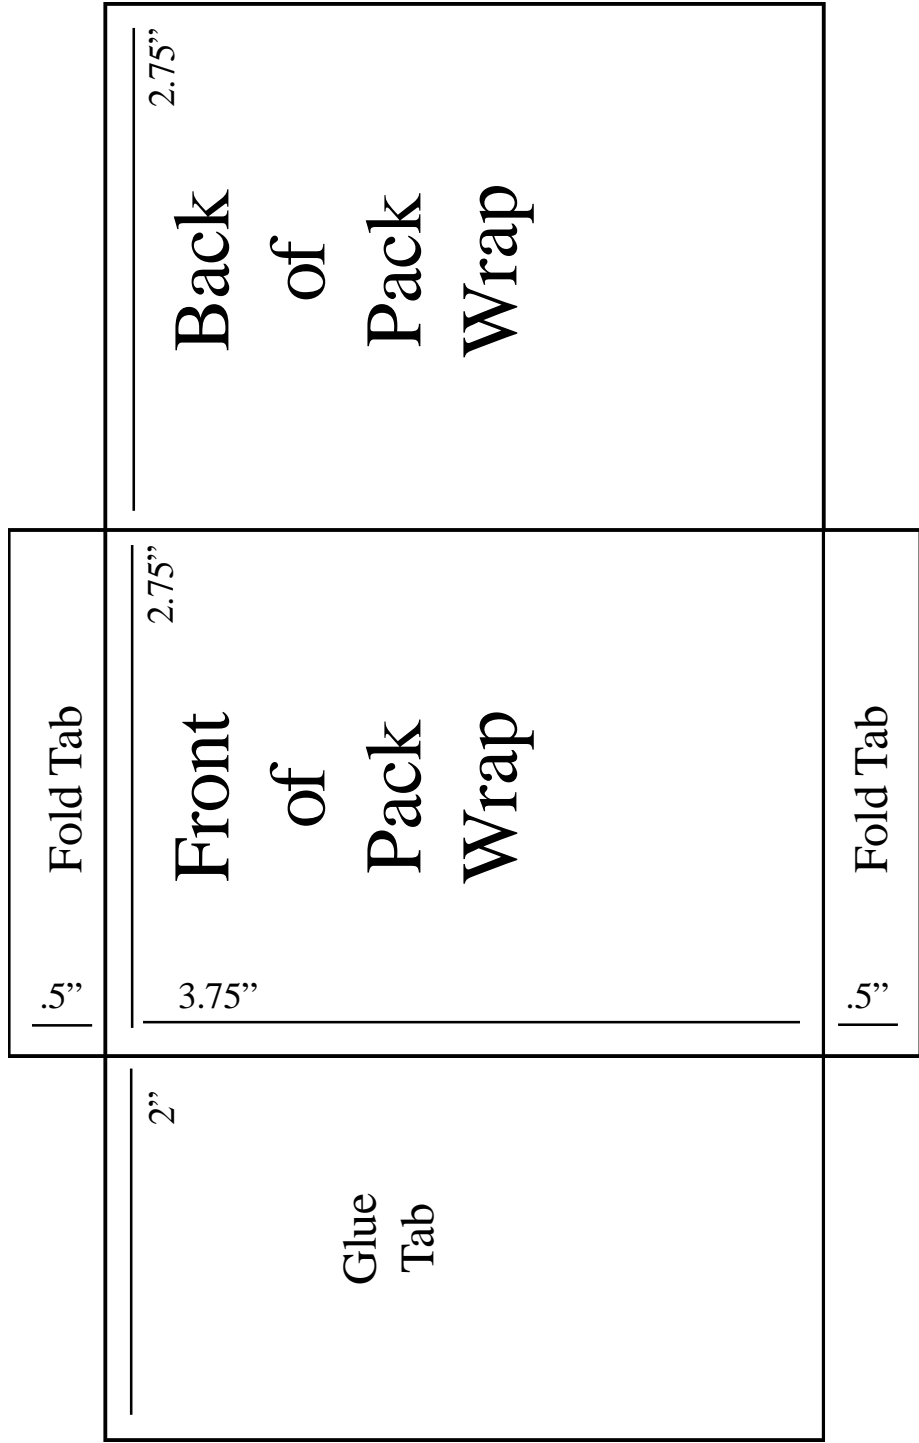 2.75”
Back
of
Pack
Wrap
2.75”
Fold Tab
.5”
Front
of
Pack
Wrap
3.75”
Fold Tab
.5”
2”
Glue
Tab